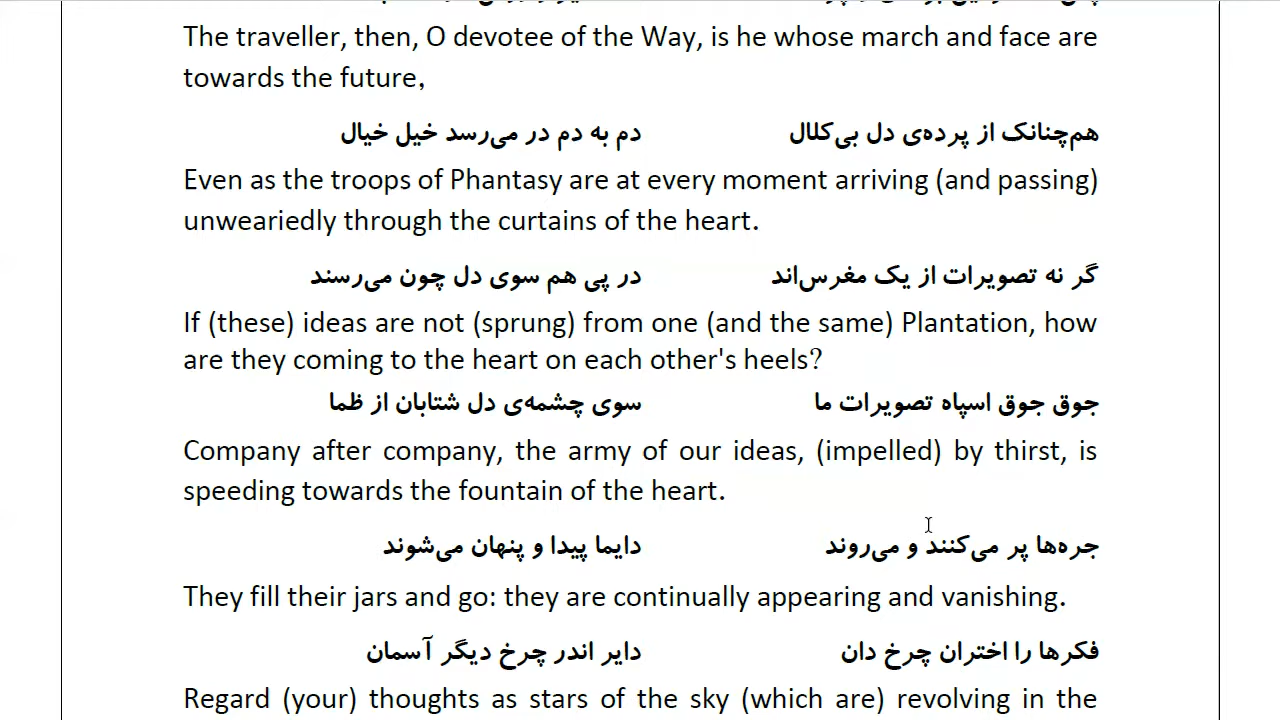 The traveller, then, O devotee of the Way, is he whose march and face are
towards the future,
هم‌چنانک از پرده‌ی دل بی‌کلال دم به دم در می‌رسد خیل خیال
Even as the troops of Phantasy are at every moment arriving (and passing)
unweariedly through the curtains of the heart.
گر نه تصویرات از یک مغرس‌اند در پی هم سوی دل چون می‌رسند
If (these) ideas are not (sprung) from one (and the same) Plantation, how
are they coming to the heart on each other's heels?
جوق جوق اسپاه تصویرات ما سوی چشمه‌ی دل شتابان از ظما
Company after company, the army of our ideas, (impelled) by thirst, is
speeding towards the fountain of the heart.
جره‌ها پر می‌کنند و می‌روند دایما پیدا و پنهان می‌شوند
They fill their jars and go: they are continually appearing and vanishing.
فکرها را اختران چرخ دان دایر اندر چرخ دیگر آسمان
Regard (your) thoughts as stars of the sky (which are) revolving in the